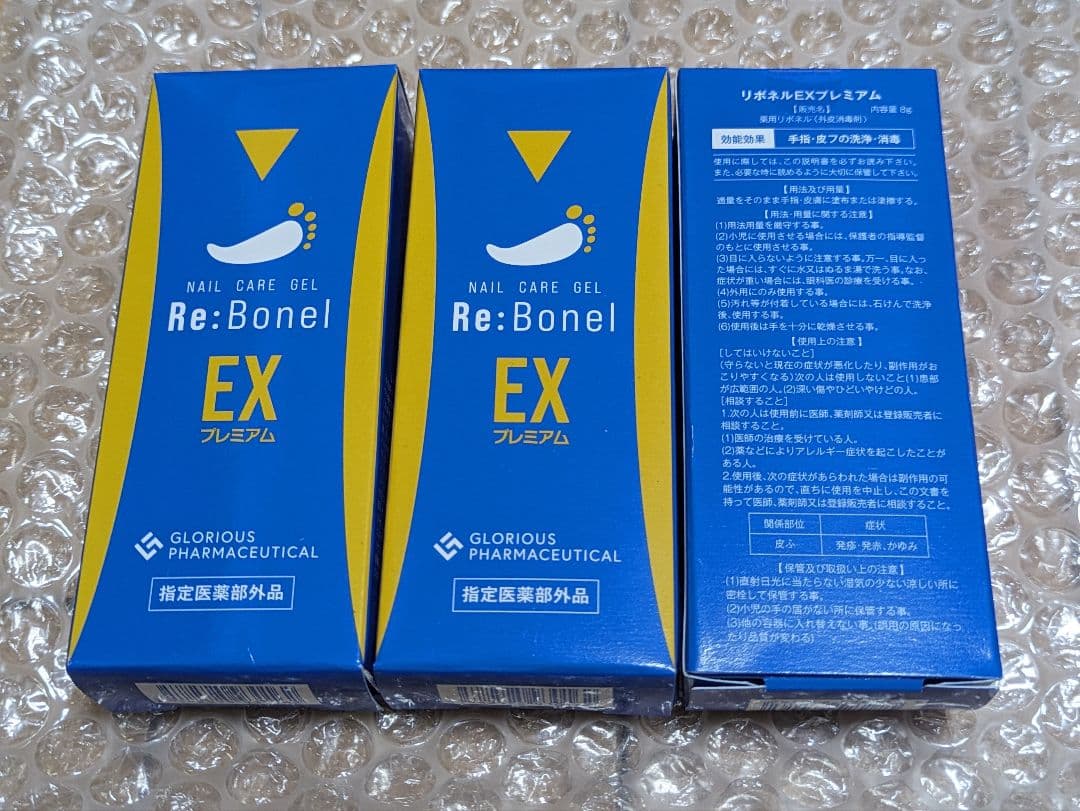 NAIL CARE GEL
Re:Bonel
EX
プレミアム
GLORIOUS
PHARMACEUTICAL
指定医薬部外品
NAIL CARE GEL
Re:Bonel
EX
プレミアム
GLORIOUS
PHARMACEUTICAL
指定医薬部外品
リボネルEXプレミアム
【販売名】 内容量 8g
薬用リボネル〈外皮消毒剤〉
効能効果 手指・皮フの洗浄・消毒
使用に際しては、この説明書を必ずお読み下さい。
また、必要な時に読めるように大切に保管して下さい。
【用法及び用量】
適量をそのまま手指・皮膚に塗布または塗擦する。
【用法・用量に関する注意】
(1)用法用量を厳守する事。
(2)小児に使用させる場合には、保護者の指導監督
のもとに使用させる事。
(3)目に入らないように注意する事。万一、目に入っ
た場合には、すぐに水又はぬるま湯で洗う事。なお、
症状が重い場合には、眼科医の診療を受ける事。
(4)外用にのみ使用する事。
(5)汚れ等が付着している場合には、石けんで洗浄
後、使用する事。
(6)使用後は手を十分に乾燥させる事。
【使用上の注意】
[してはいけないこと]
(守らないと現在の症状が悪化したり、副作用がお
こりやすくなる)次の人は使用しないこと(1)患部
が広範囲の人。(2)深い傷やひどいやけどの人。
[相談すること]
1.次の人は使用前に医師、薬剤師又は登録販売者に
相談すること。
(1)医師の治療を受けている人。
(2)薬などによりアレルギー症状を起こしたことが
ある人。
2.使用後、次の症状があらわれた場合は副作用の可
能性があるので、直ちに使用を中止し、この文書を
持って医師、薬剤師又は登録販売者に相談すること。
関係部位 症状
皮ふ 発疹・発赤、かゆみ
【保管及び取扱い上の注意】
(1)直射日光に当たらない湿気の少ない涼しい所に
密栓して保管する事。
(2)小児の手の届かない所に保管する事。
(3)他の容器に入れ替えない事。(誤用の原因になっ
たり品質が変わる)